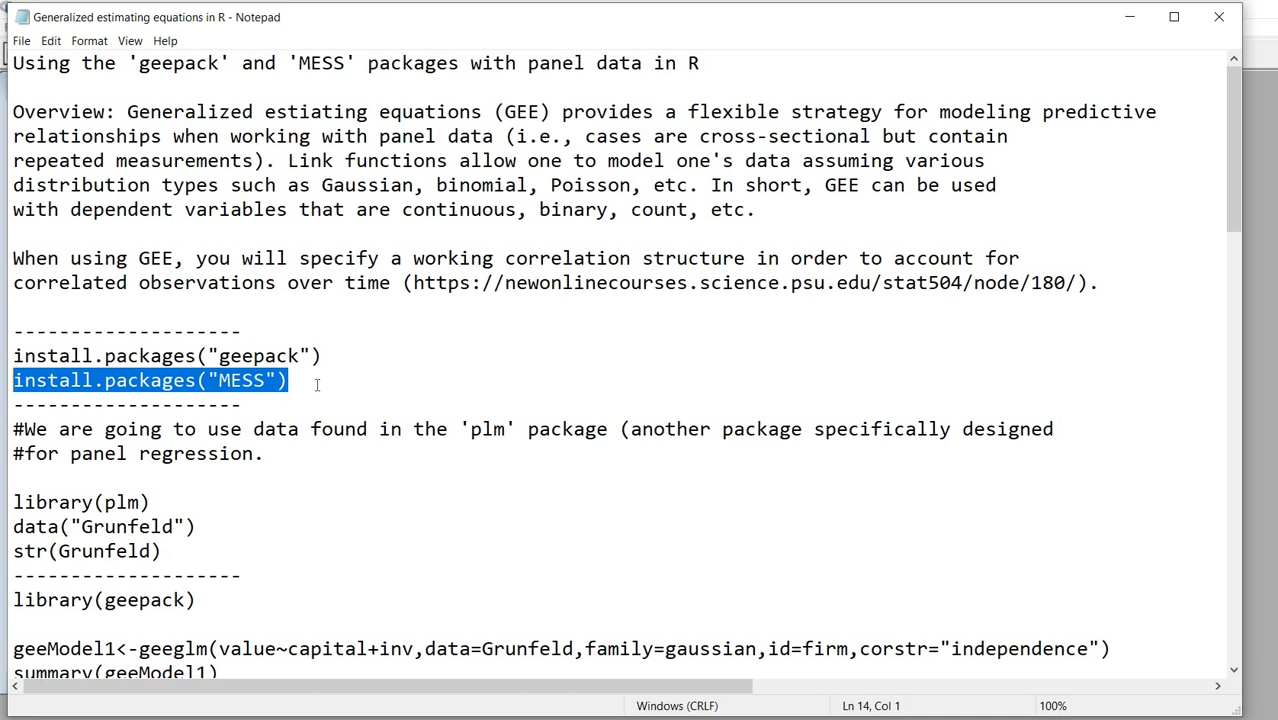 Generalized estimating equations in R - Notepad
File Edit Format View Help
Using the 'geepack' and 'MESS' packages with panel data in R
Overview: Generalized estiating equations (GEE) provides a flexible strategy for modeling predictive
relationships when working with panel data (i.e., cases are cross-sectional but contain
repeated measurements). Link functions allow one to model one's data assuming various
distribution types such as Gaussian, binomial, Poisson, etc. In short, GEE can be used
with dependent variables that are continuous, binary, count, etc.
When using GEE, you will specify a working correlation structure in order to account for
correlated observations over time (https://newonlinecourses.science.psu.edu/stat504/node/180/).
--------------------
install.packages("geepack")
install.packages("MESS")
--------------------
#We are going to use data found in the 'plm' package (another package specifically designed
#for panel regression.
library(plm)
data("Grunfeld")
str(Grunfeld)
--------------------
library(geepack)
geeModel1<-geeglm(value~capital+inv,data=Grunfeld,family=gaussian,id=firm,corstr="independence")
summary(geeModel1)
Windows (CRLF) Ln 14, Col 1 100%